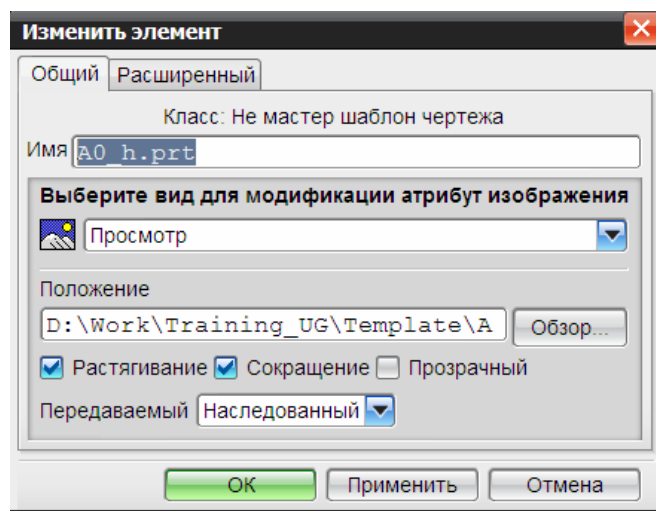 Изменить элемент
Общий Расширенный
Класс: Не мастер шаблон чертежа
Имя A0_h.prt
Выберите вид для модификации атрибут изображения
Просмотр
Положение
D:\Work\Training_UG\Template\A Обзор...
Растягивание Сокращение Прозрачный
Передаваемый Наследованный
ОК Применить Отмена